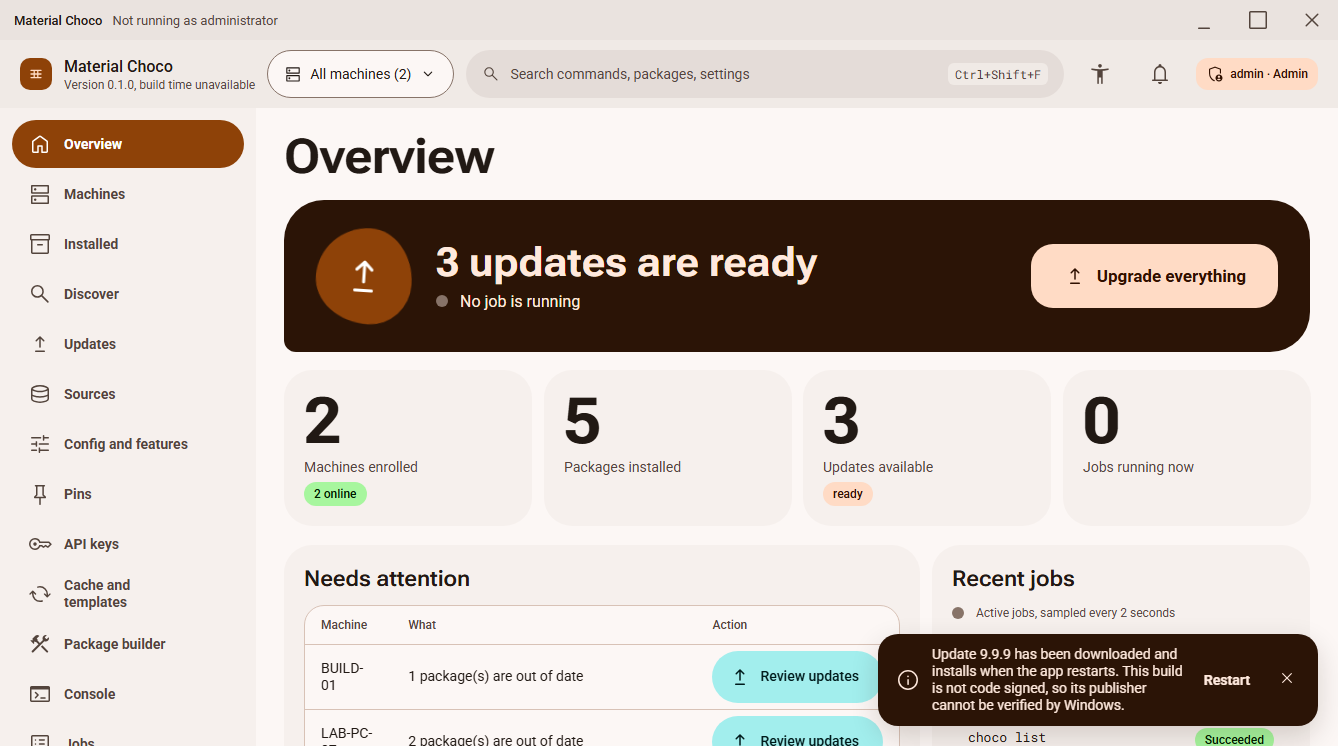 Material Choco Not running as administrator
Material Choco
Version 0.1.0, build time unavailable
All machines (2)
Search commands, packages, settings
Ctrl+Shift+F
admin · Admin
Overview
Machines
Installed
Discover
Updates
Sources
Config and features
Pins
API keys
Cache and
templates
Package builder
Console
Jobs
Overview
3 updates are ready
No job is running
Upgrade everything
2
Machines enrolled
2 online
5
Packages installed
3
Updates available
ready
0
Jobs running now
Needs attention
Machine What Action
BUILD-
01
1 package(s) are out of date
Review updates
LAB-PC-
2 package(s) are out of date
Review updates
Recent jobs
Active jobs, sampled every 2 seconds
choco list
Succeeded
Update 9.9.9 has been downloaded and
installs when the app restarts. This build
is not code signed, so its publisher
cannot be verified by Windows.
Restart